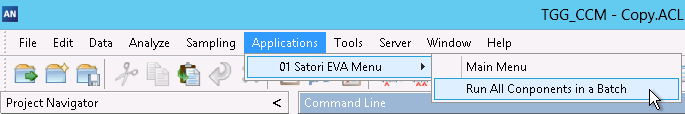 AN
TGG_CCM - Copy.ACL
File Edit Data Analyze Sampling Applications Tools Server Window Help
01 Satori EVA Menu
Main Menu
Run All Conponents in a Batch
Project Navigator <
Command Line